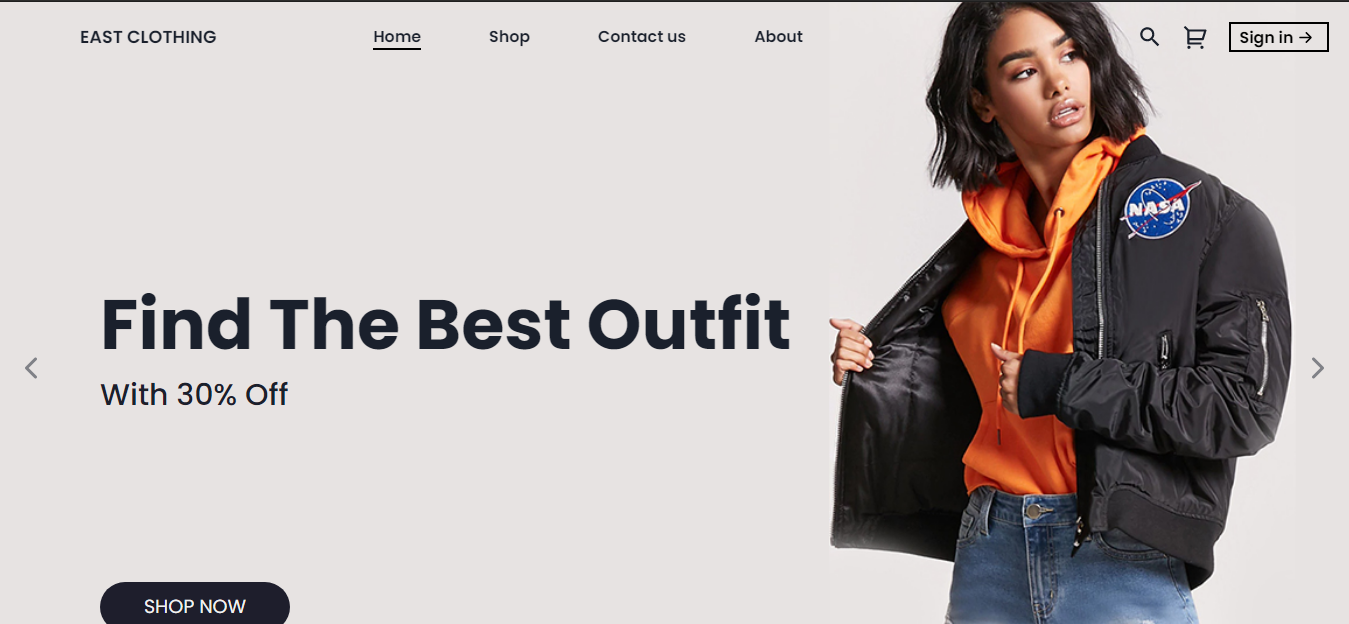 EAST CLOTHING
Home
Shop
Contact us
About
Sign in →
NASA
Find The Best Outfit
With 30% Off
SHOP NOW